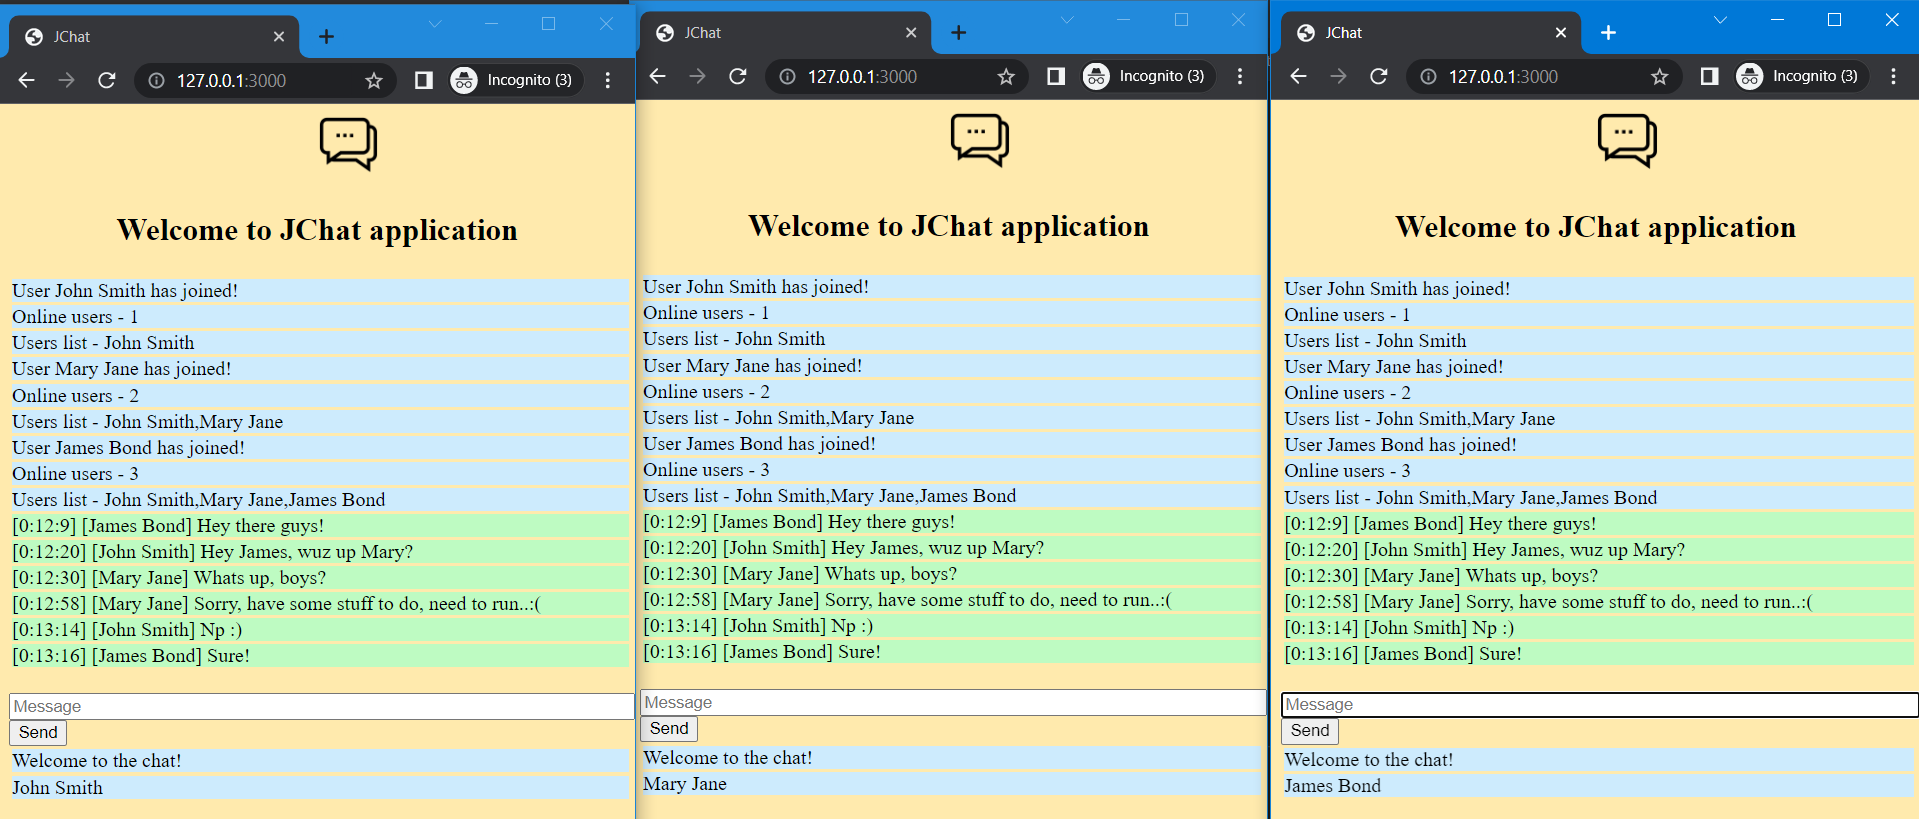 JChat
127.0.0.1:3000
Incognito (3)
Welcome to JChat application
User John Smith has joined!
Online users - 1
Users list - John Smith
User Mary Jane has joined!
Online users - 2
Users list - John Smith,Mary Jane
User James Bond has joined!
Online users - 3
Users list - John Smith,Mary Jane,James Bond
[0:12:9] [James Bond] Hey there guys!
[0:12:20] [John Smith] Hey James, wuz up Mary?
[0:12:30] [Mary Jane] Whats up, boys?
[0:12:58] [Mary Jane] Sorry, have some stuff to do, need to run..:(
[0:13:14] [John Smith] Np :)
[0:13:16] [James Bond] Sure!
Message
Send
Welcome to the chat!
John Smith
JChat
127.0.0.1:3000
Incognito (3)
Welcome to JChat application
User John Smith has joined!
Online users - 1
Users list - John Smith
User Mary Jane has joined!
Online users - 2
Users list - John Smith,Mary Jane
User James Bond has joined!
Online users - 3
Users list - John Smith,Mary Jane,James Bond
[0:12:9] [James Bond] Hey there guys!
[0:12:20] [John Smith] Hey James, wuz up Mary?
[0:12:30] [Mary Jane] Whats up, boys?
[0:12:58] [Mary Jane] Sorry, have some stuff to do, need to run..:(
[0:13:14] [John Smith] Np :)
[0:13:16] [James Bond] Sure!
Message
Send
Welcome to the chat!
Mary Jane
JChat
127.0.0.1:3000
Incognito (3)
Welcome to JChat application
User John Smith has joined!
Online users - 1
Users list - John Smith
User Mary Jane has joined!
Online users - 2
Users list - John Smith,Mary Jane
User James Bond has joined!
Online users - 3
Users list - John Smith,Mary Jane,James Bond
[0:12:9] [James Bond] Hey there guys!
[0:12:20] [John Smith] Hey James, wuz up Mary?
[0:12:30] [Mary Jane] Whats up, boys?
[0:12:58] [Mary Jane] Sorry, have some stuff to do, need to run..:(
[0:13:14] [John Smith] Np :)
[0:13:16] [James Bond] Sure!
Message
Send
Welcome to the chat!
James Bond